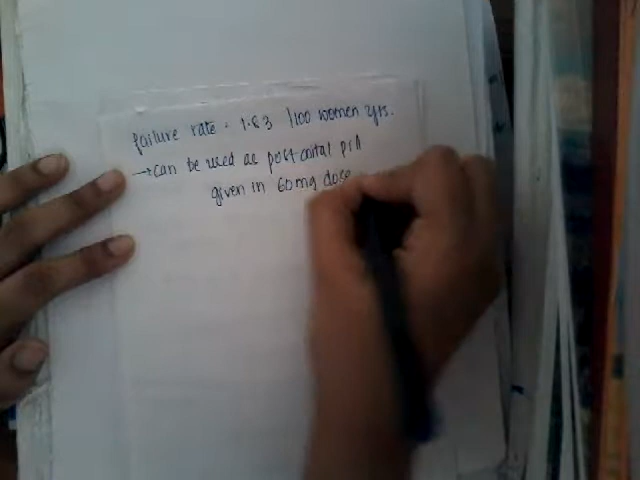 failure rate = 1.83 /100 women yrs.
→ can be used as post-coital pill
given in 60mg dose